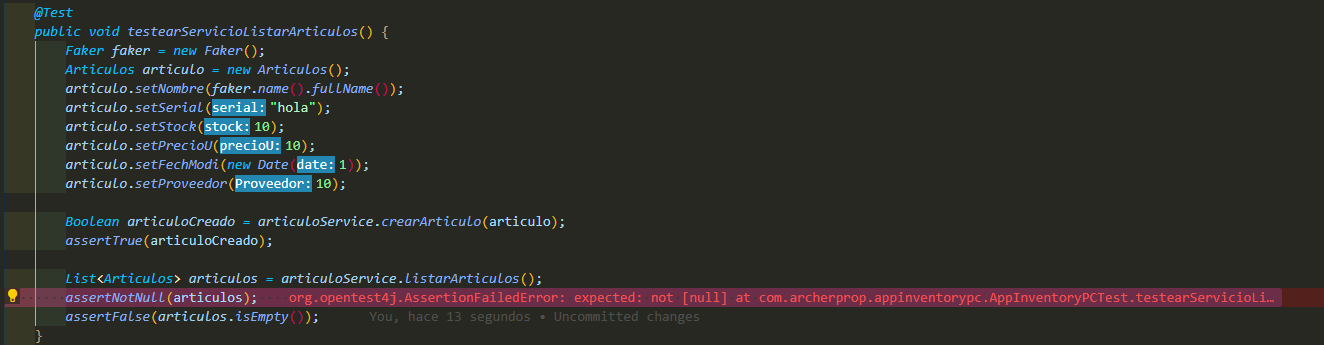 @Test
public void testearServicioListarArticulos() {
Faker faker = new Faker();
Articulos articulo = new Articulos();
articulo.setNombre(faker.name().fullName());
articulo.setSerial(serial: "hola");
articulo.setStock(stock: 10);
articulo.setPrecioU(precioU: 10);
articulo.setFechModi(new Date(date: 1));
articulo.setProveedor(Proveedor: 10);
Boolean articuloCreado = articuloService.crearArticulo(articulo);
assertTrue(articuloCreado);
List<Articulos> articulos = articuloService.listarArticulos();
assertNotNull(articulos); org.opentest4j.AssertionFailedError: expected: not [null] at com.archerprop.appinventorypc.AppInventoryPCTest.testearServicioLi…
assertFalse(articulos.isEmpty()); You, hace 13 segundos • Uncommitted changes
}